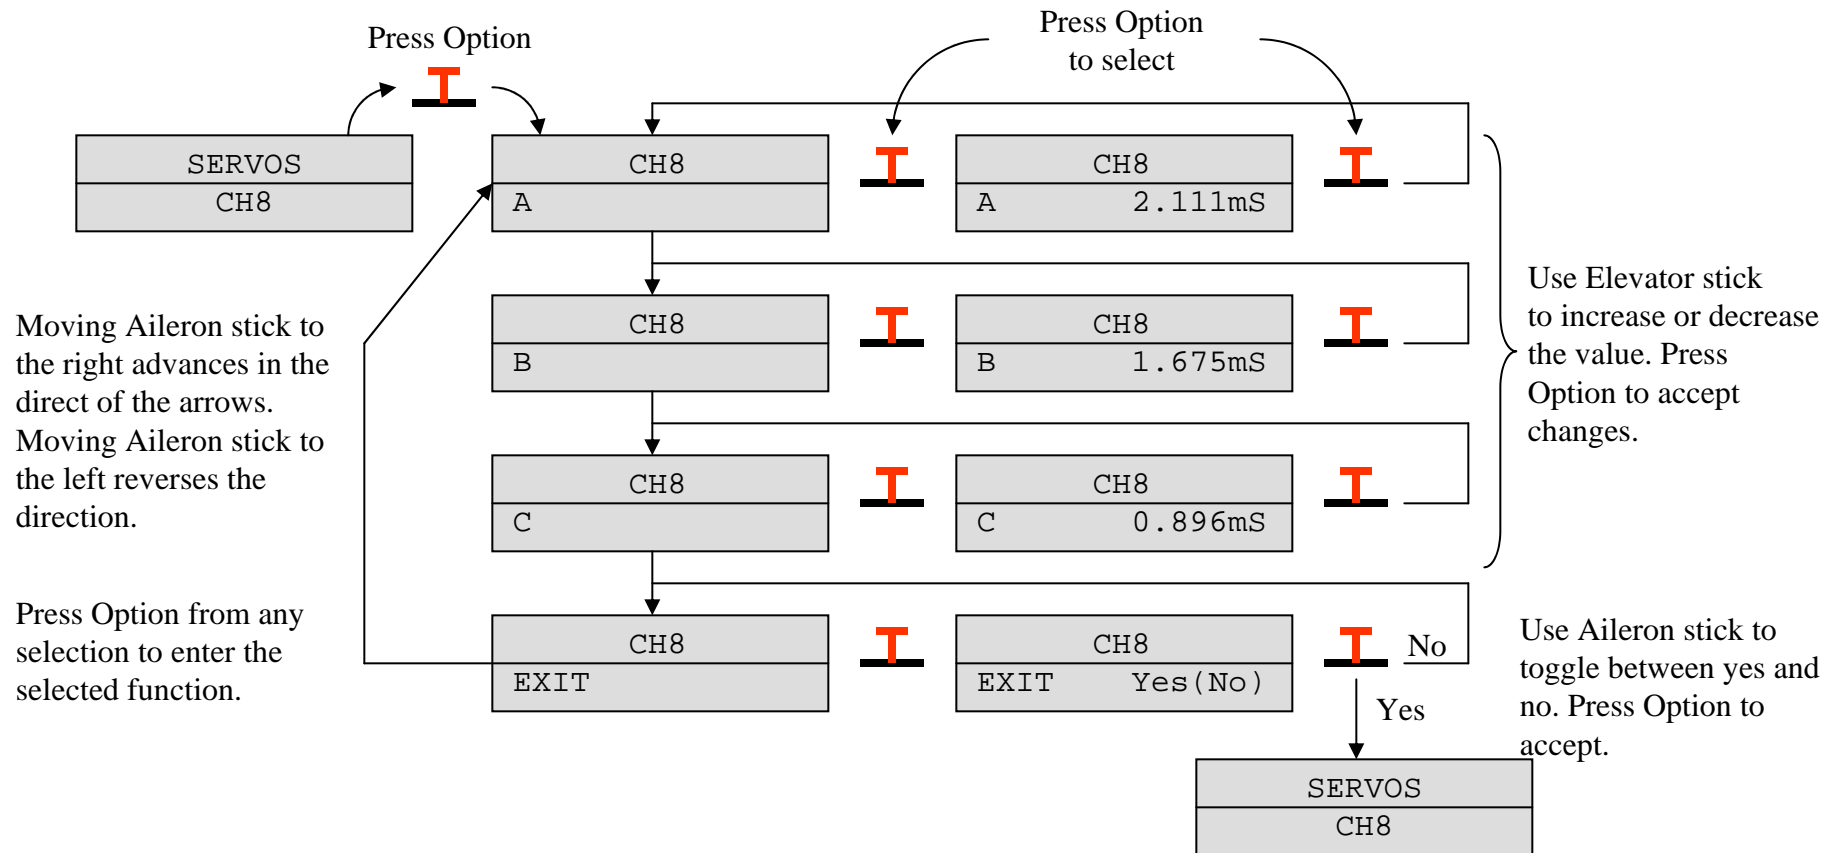 Press Option
Press Option
to select
SERVOS
CH8
CH8
A
CH8
A 2.111mS
CH8
B
CH8
B 1.675mS
CH8
C
CH8
C 0.896mS
CH8
EXIT
CH8
EXIT Yes(No)
No
Yes
SERVOS
CH8
Moving Aileron stick to
the right advances in the
direct of the arrows.
Moving Aileron stick to
the left reverses the
direction.
Press Option from any
selection to enter the
selected function.
Use Elevator stick
to increase or decrease
the value. Press
Option to accept
changes.
Use Aileron stick to
toggle between yes and
no. Press Option to
accept.